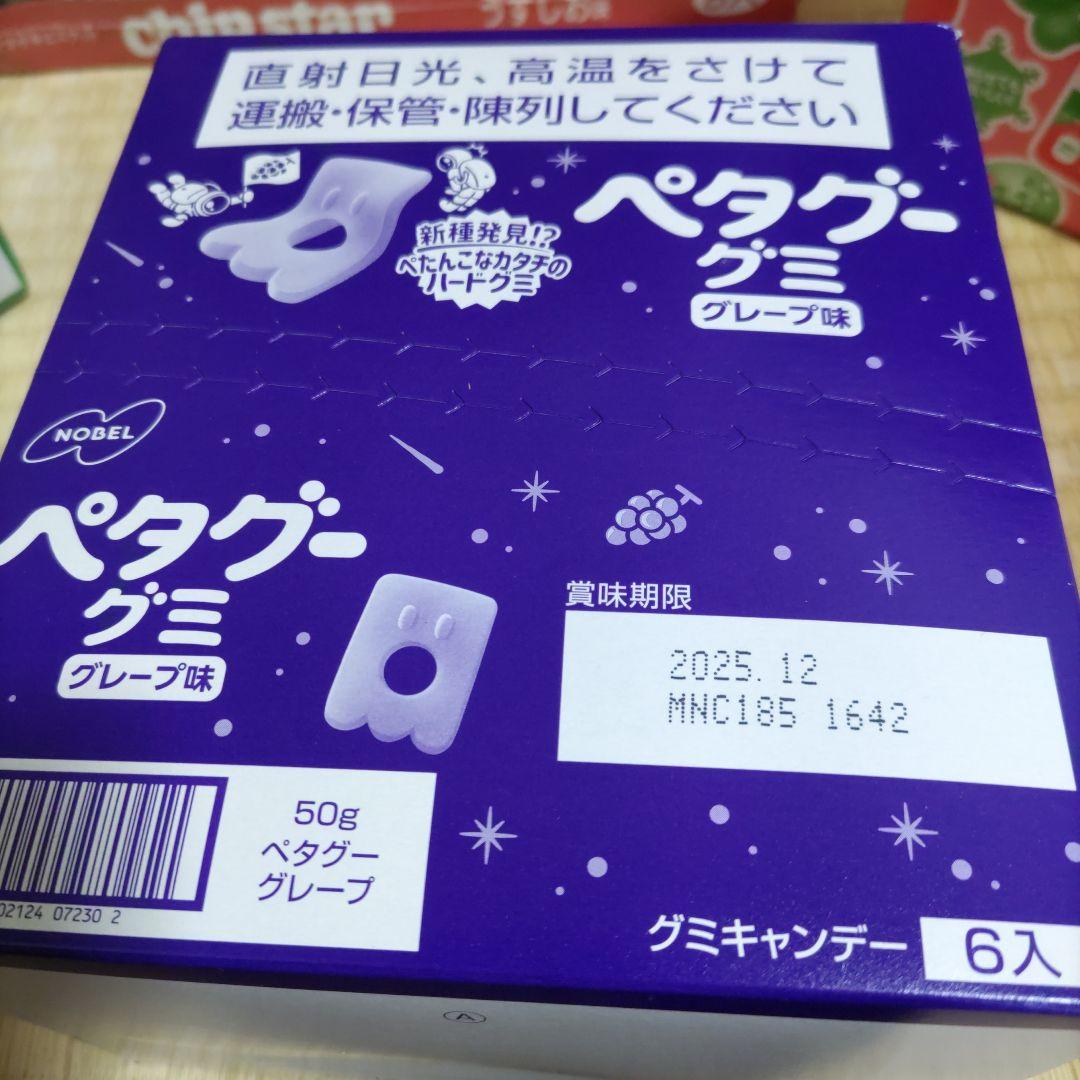 chip star
うすしお味
直射日光、高温をさけて
運搬・保管・陳列してください
新種発見!?
ぺたんこなカタチの
ハードグミ
ペタグー
グミ
グレープ味
NOBEL
ペタグー
グミ
グレープ味
賞味期限
2025.12
MNC185 1642
50g
ペタグー
グレープ
02124 07230 2
グミキャンデー
6入
A